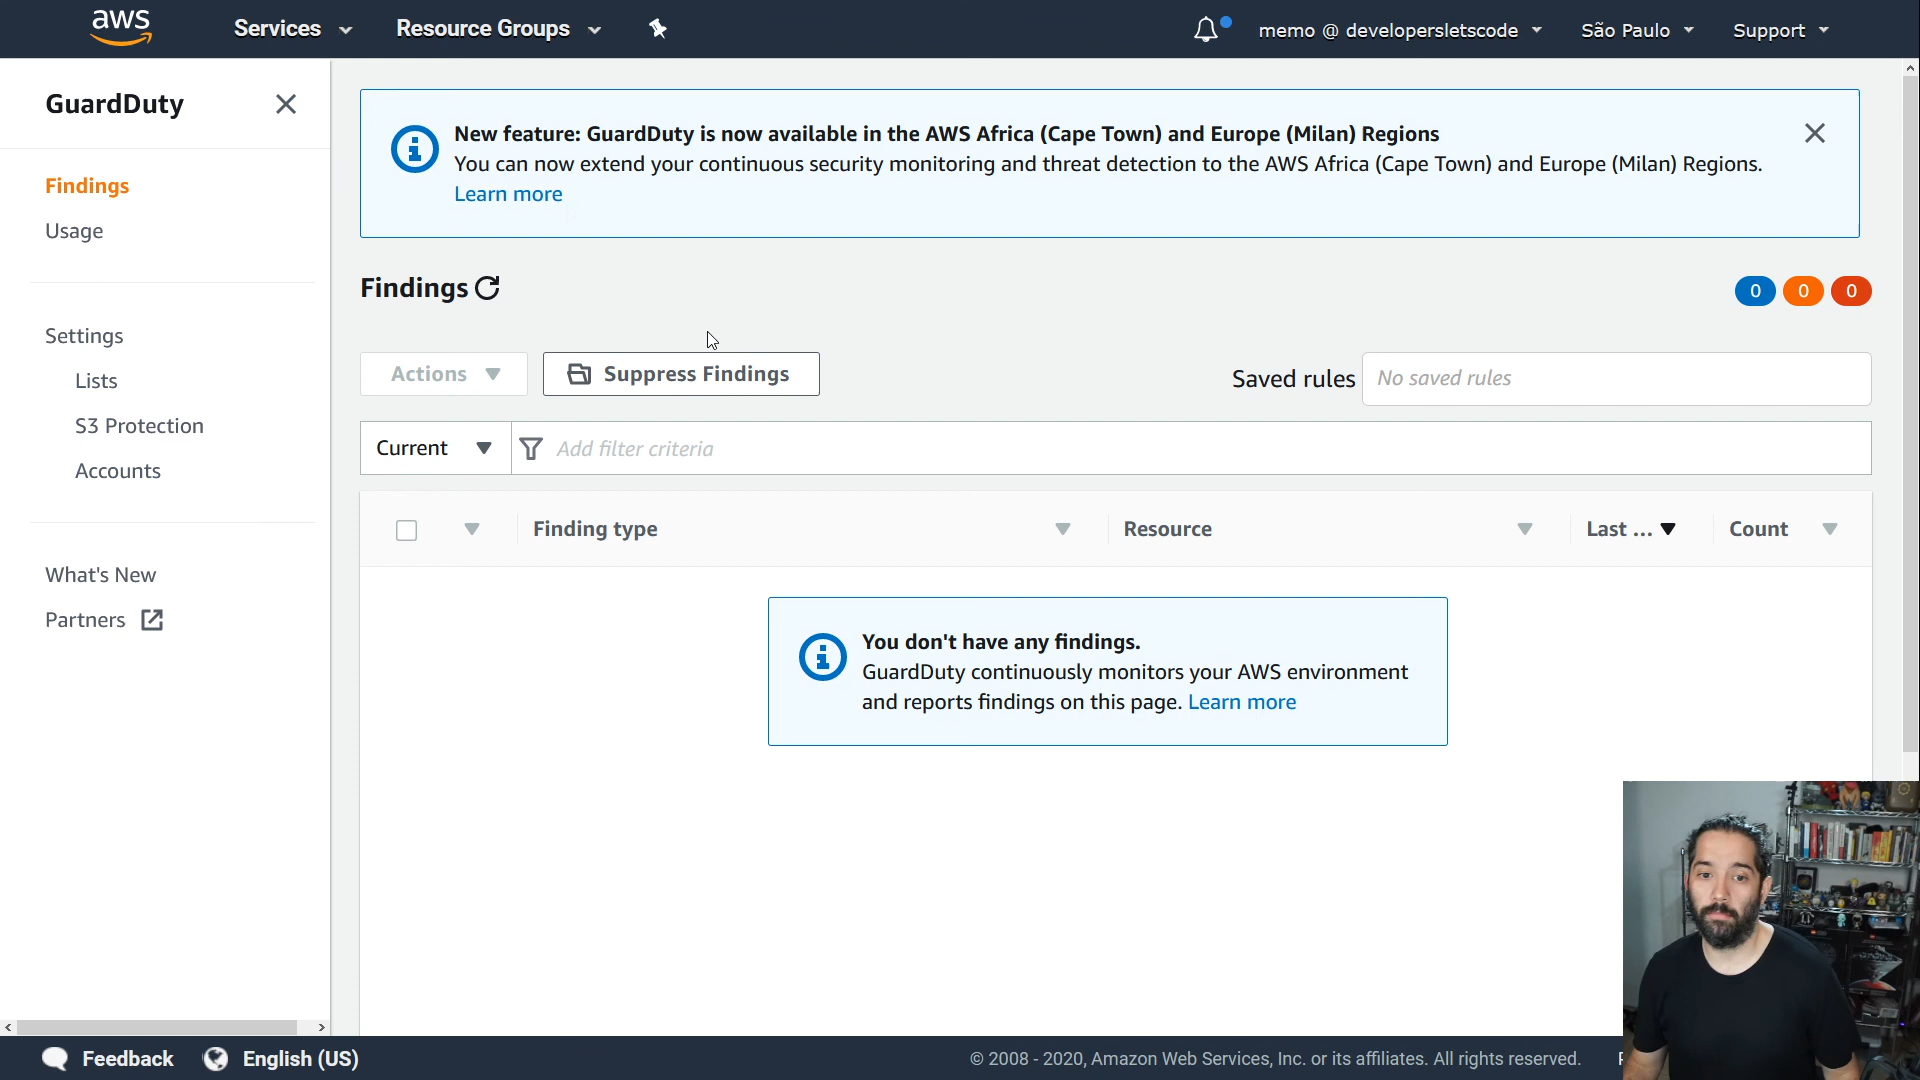 aws Services Resource Groups memo @ developersletscode São Paulo Support
GuardDuty
Findings
Usage
Settings
Lists
S3 Protection
Accounts
What's New
Partners
New feature: GuardDuty is now available in the AWS Africa (Cape Town) and Europe (Milan) Regions
You can now extend your continuous security monitoring and threat detection to the AWS Africa (Cape Town) and Europe (Milan) Regions.
Learn more
Findings 0 0 0
Actions Suppress Findings Saved rules No saved rules
Current Add filter criteria
Finding type Resource Last ... Count
You don't have any findings.
GuardDuty continuously monitors your AWS environment
and reports findings on this page. Learn more
Feedback English (US) © 2008 - 2020, Amazon Web Services, Inc. or its affiliates. All rights reserved.